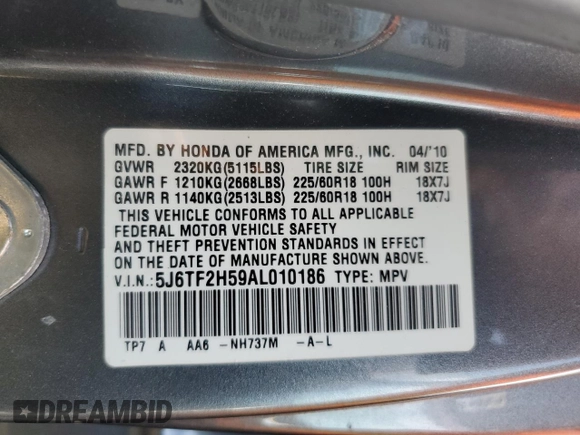 MFD. BY HONDA OF AMERICA MFG., INC. 04/'10
GVWR 2320KG(5115LBS) TIRE SIZE RIM SIZE
GAWR F 1210KG(2668LBS) 225/60R18 100H 18X7J
GAWR R 1140KG(2513LBS) 225/60R18 100H 18X7J
THIS VEHICLE CONFORMS TO ALL APPLICABLE
FEDERAL MOTOR VEHICLE SAFETY
AND THEFT PREVENTION STANDARDS IN EFFECT
ON THE DATE OF MANUFACTURE SHOWN ABOVE.
V.I.N.: 5J6TF2H59AL010186 TYPE: MPV
TP7 A AA6 -NH737M -A-L
DREAMBID